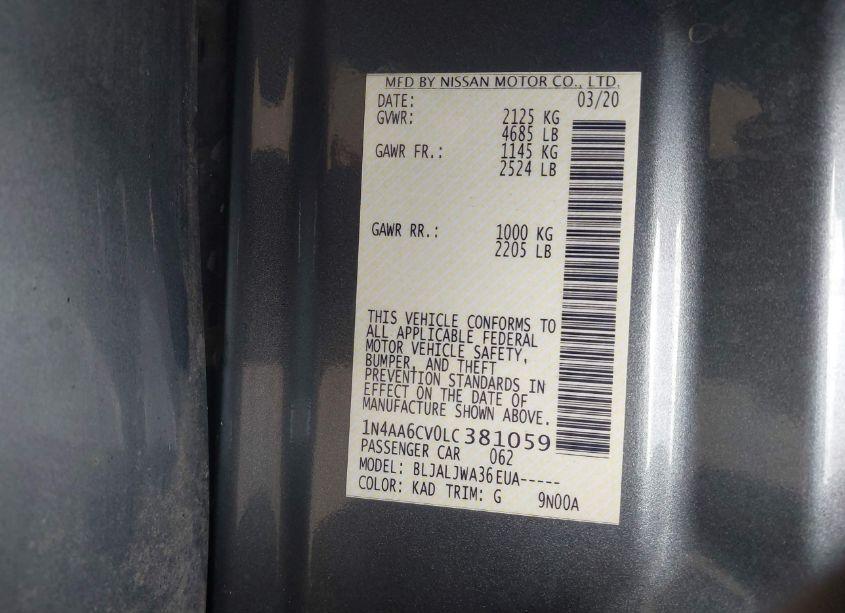 MFD BY NISSAN MOTOR CO., LTD.
DATE: 03/20
GVWR: 2125 KG
4685 LB
GAWR FR.: 1145 KG
2524 LB
GAWR RR.: 1000 KG
2205 LB
THIS VEHICLE CONFORMS TO
ALL APPLICABLE FEDERAL
MOTOR VEHICLE SAFETY,
BUMPER, AND THEFT
PREVENTION STANDARDS IN
EFFECT ON THE DATE OF
MANUFACTURE SHOWN ABOVE.
1N4AA6CV0LC381059
PASSENGER CAR 062
MODEL: BLJALJWA36EUA-----
COLOR: KAD TRIM: G 9N00A